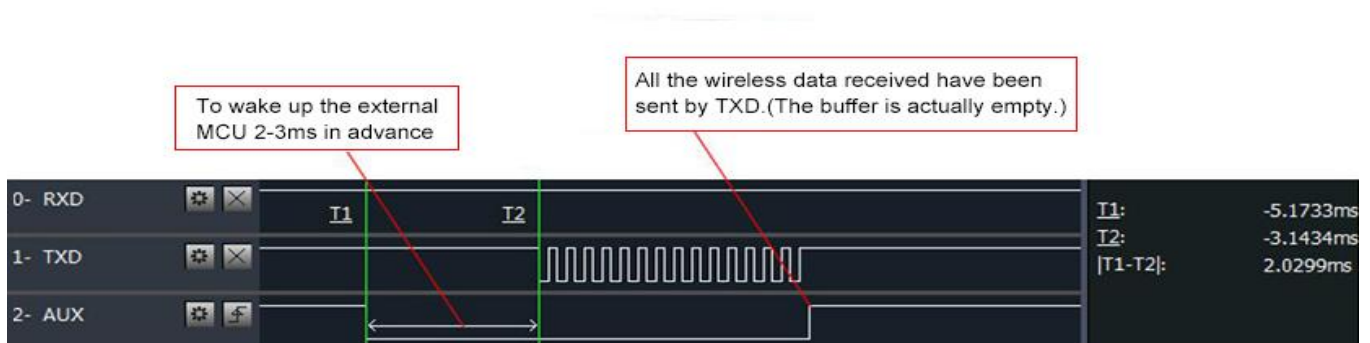 To wake up the external
MCU 2-3ms in advance
All the wireless data received have been
sent by TXD.(The buffer is actually empty.)
0- RXD
T1
T2
1- TXD
2- AUX
T1: -5.1733ms
T2: -3.1434ms
|T1-T2|: 2.0299ms